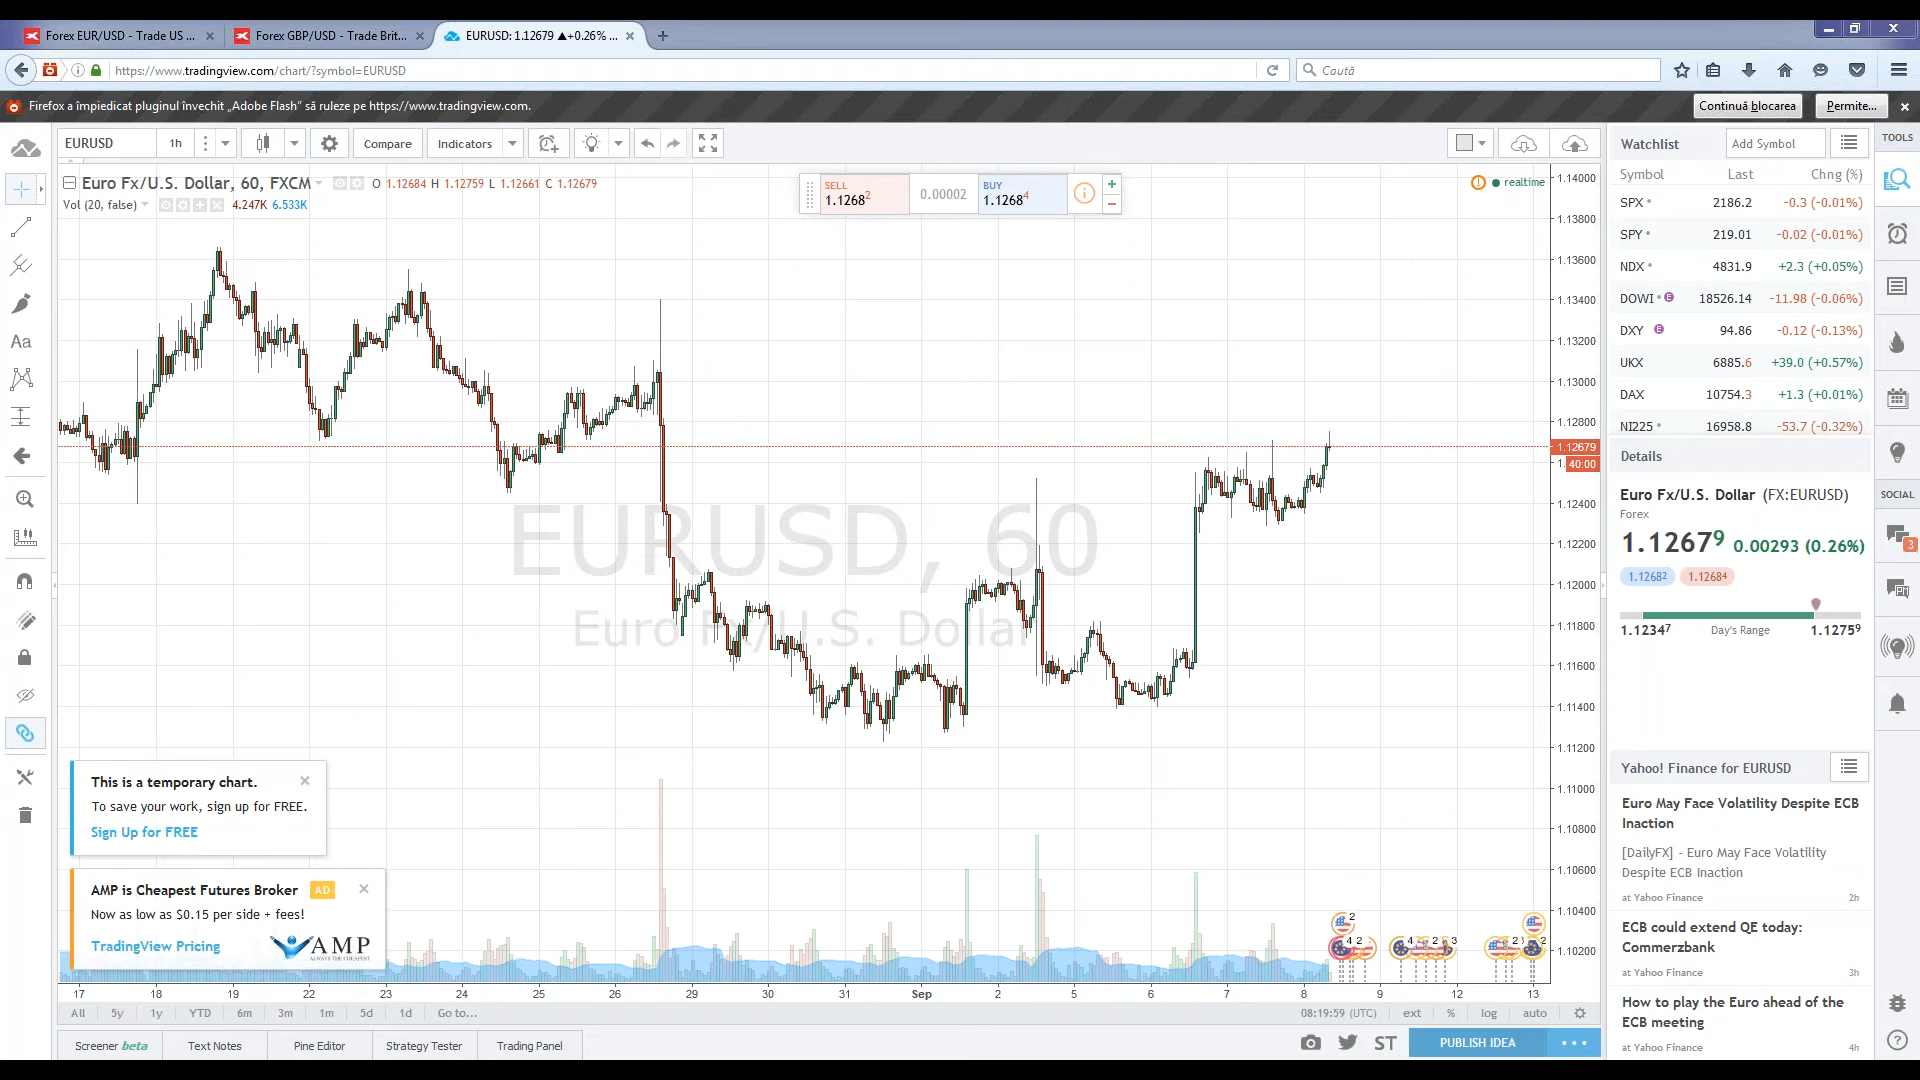 Forex EUR/USD - Trade US ...
Forex GBP/USD - Trade Brit...
EURUSD: 1.12679 ▲+0.26% ...
https://www.tradingview.com/chart/?symbol=EURUSD
Caută
Firefox a împiedicat pluginul învechit „Adobe Flash” să ruleze pe https://www.tradingview.com.
Continuă blocarea
Permite...
EURUSD 1h Compare Indicators
Euro Fx/U.S. Dollar, 60, FXCM O 1.12684 H 1.12759 L 1.12661 C 1.12679
Vol (20, false) 4.247K 6.533K
SELL
1.12682
0.00002
BUY
1.12684
realtime
EURUSD, 60
Euro Fx/U.S. Dollar
1.14000
1.13800
1.13600
1.13400
1.13200
1.13000
1.12800
1.12679
40:00
1.12400
1.12200
1.12000
1.11800
1.11600
1.11400
1.11200
1.11000
1.10800
1.10600
1.10400
1.10200
This is a temporary chart.
To save your work, sign up for FREE.
Sign Up for FREE
AMP is Cheapest Futures Broker AD
Now as low as $0.15 per side + fees!
TradingView Pricing
AMP
ALWAYS THE CHEAPEST
2
4 2 4 2 3 2 2
17 18 19 22 23 24 25 26 29 30 31 Sep 2 5 6 7 8 9 12 13
All 5y 1y YTD 6m 3m 1m 5d 1d Go to...
08:19:59 (UTC) ext % log auto
Screener beta Text Notes Pine Editor Strategy Tester Trading Panel
ST
PUBLISH IDEA
Watchlist Add Symbol
Symbol Last Chng (%)
SPX 2186.2 -0.3 (-0.01%)
SPY 219.01 -0.02 (-0.01%)
NDX 4831.9 +2.3 (+0.05%)
DOWI E 18526.14 -11.98 (-0.06%)
DXY E 94.86 -0.12 (-0.13%)
UKX 6885.6 +39.0 (+0.57%)
DAX 10754.3 +1.3 (+0.01%)
NI225 16958.8 -53.7 (-0.32%)
Details
Euro Fx/U.S. Dollar (FX:EURUSD)
Forex
1.12679 0.00293 (0.26%)
1.12682 1.12684
1.12347 Day's Range 1.12759
Yahoo! Finance for EURUSD
Euro May Face Volatility Despite ECB
Inaction
[DailyFX] - Euro May Face Volatility
Despite ECB Inaction
at Yahoo Finance 2h
ECB could extend QE today:
Commerzbank
at Yahoo Finance 3h
How to play the Euro ahead of the
ECB meeting
at Yahoo Finance 4h
TOOLS
SOCIAL
3
Aa